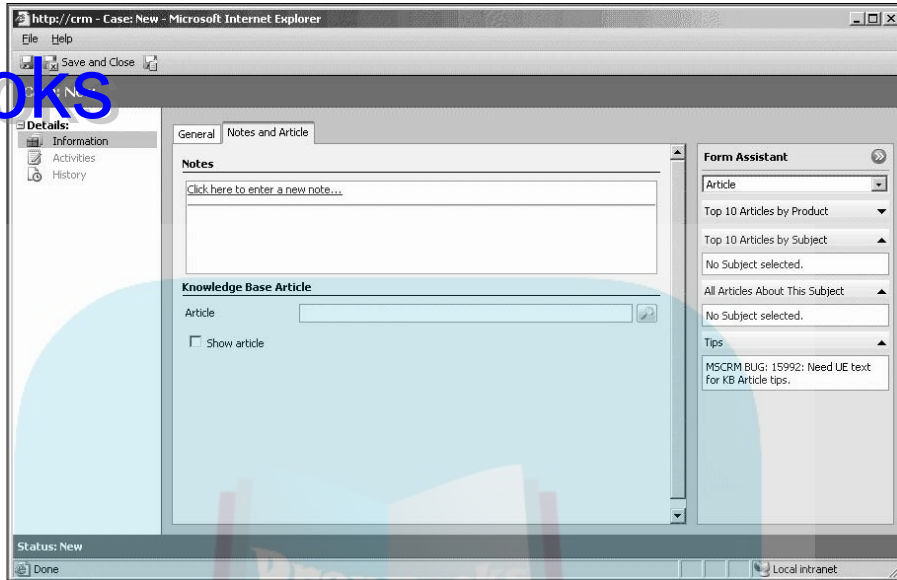 http://crm - Case: New - Microsoft Internet Explorer
File Help
Save and Close
oks
Details:
Information
Activities
History
General
Notes and Article
Notes
Click here to enter a new note...
Knowledge Base Article
Article
Show article
Form Assistant
Article
Top 10 Articles by Product
Top 10 Articles by Subject
No Subject selected.
All Articles About This Subject
No Subject selected.
Tips
MSCRM BUG: 15992: Need UE text
for KB Article tips.
Status: New
Done
Local intranet